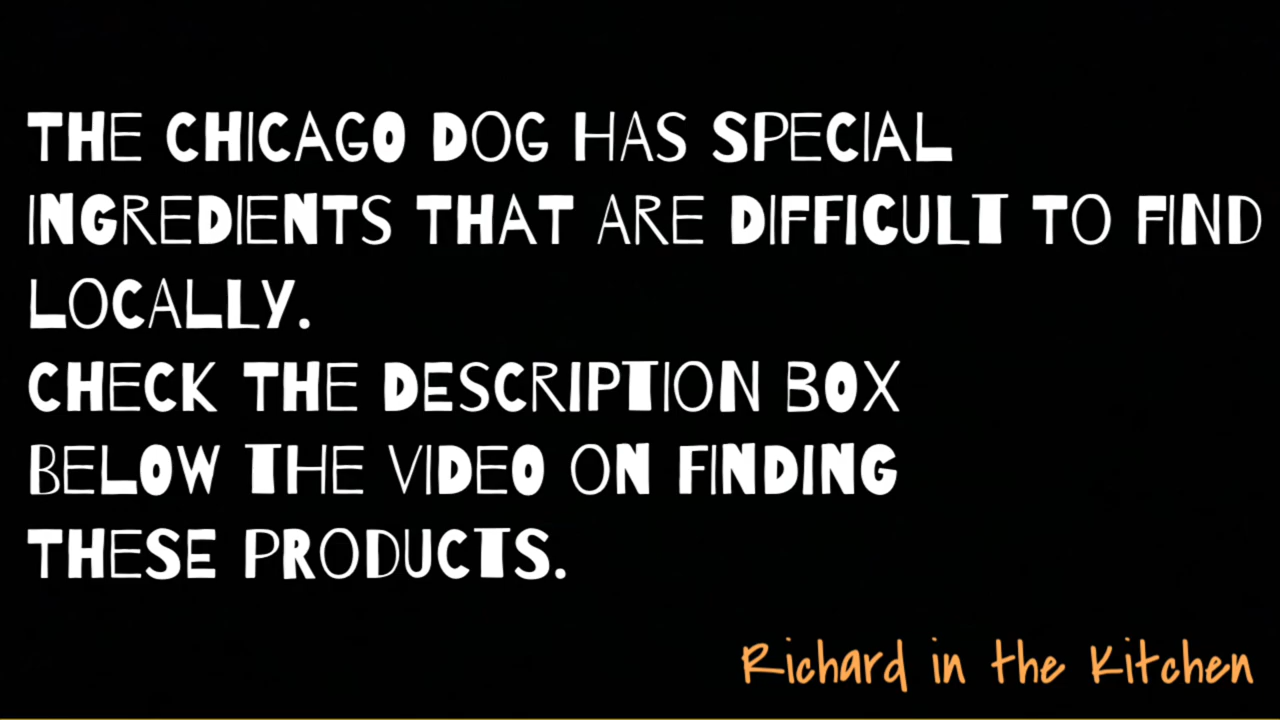 THE CHICAGO DOG HAS SPECIAL
INGREDIENTS THAT ARE DIFFICULT TO FIND
LOCALLY.
CHECK THE DESCRIPTION BOX
BELOW THE VIDEO ON FINDING
THESE PRODUCTS.
Richard in the Kitchen